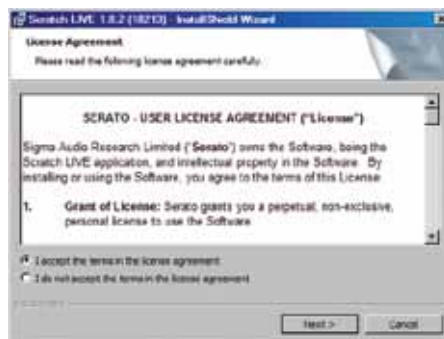 Scratch LIVE 1.8.2 (18213) - InstallShield Wizard
License Agreement
Please read the following license agreement carefully.
SERATO - USER LICENSE AGREEMENT ("License")
Sigma Audio Research Limited ("Serato") owns the Software, being the
Scratch LIVE application, and intellectual property in the Software. By
installing or using the Software, you agree to the terms of this License
1. Grant of License: Serato grants you a perpetual, non-exclusive,
personal license to use the Software
I accept the terms in the license agreement
I do not accept the terms in the license agreement
Next >
Cancel